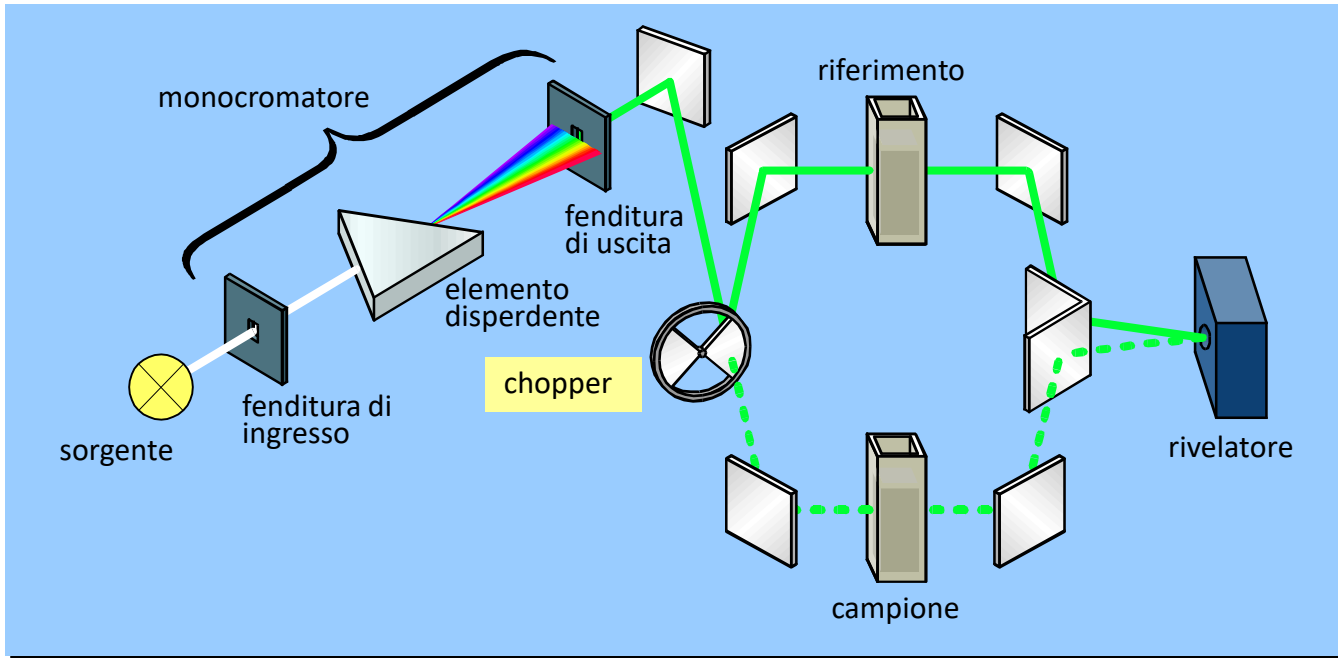 monocromatore
riferimento
fenditura
di uscita
elemento
disperdente
chopper
fenditura di
ingresso
sorgente
rivelatore
campione